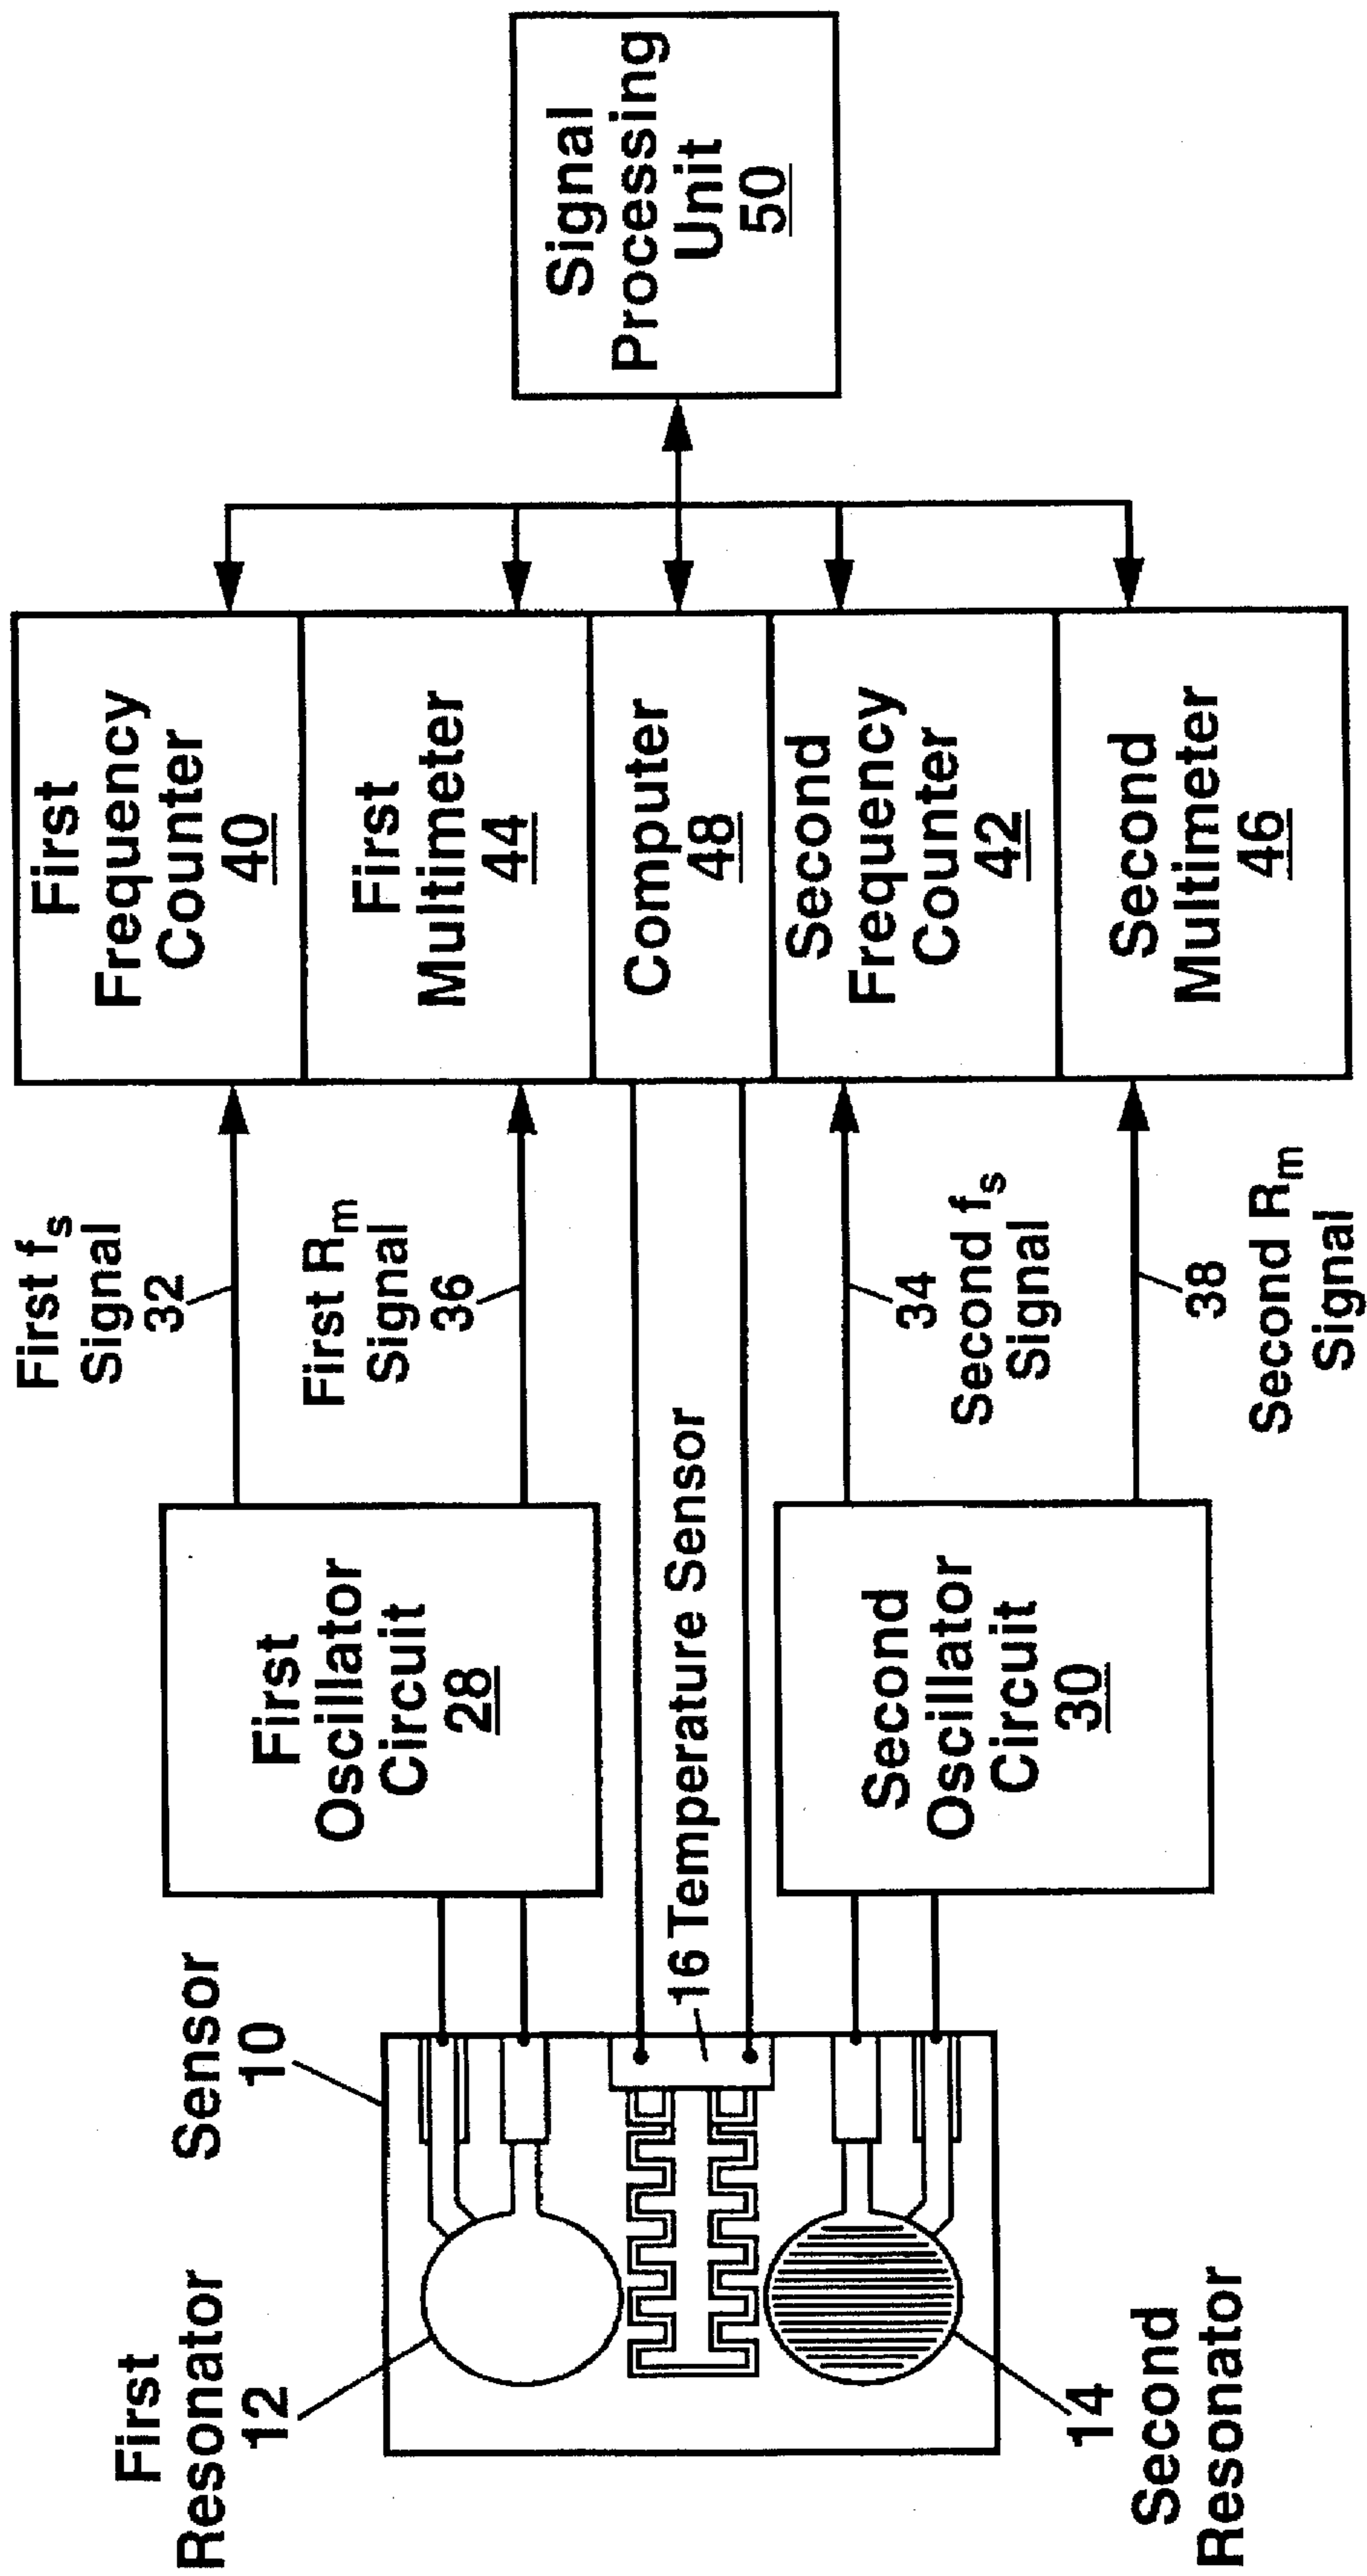 First
Resonator
12
Sensor
10
First
Oscillator
Circuit
28
First fs
Signal
32
First Rm
Signal
36
First
Frequency
Counter
40
First
Multimeter
44
Computer
48
Second
Frequency
Counter
42
Second
Multimeter
46
Signal
Processing
Unit
50
16 Temperature Sensor
Second
Oscillator
Circuit
30
34
Second fs
Signal
38
Second Rm
Signal
14
Second
Resonator